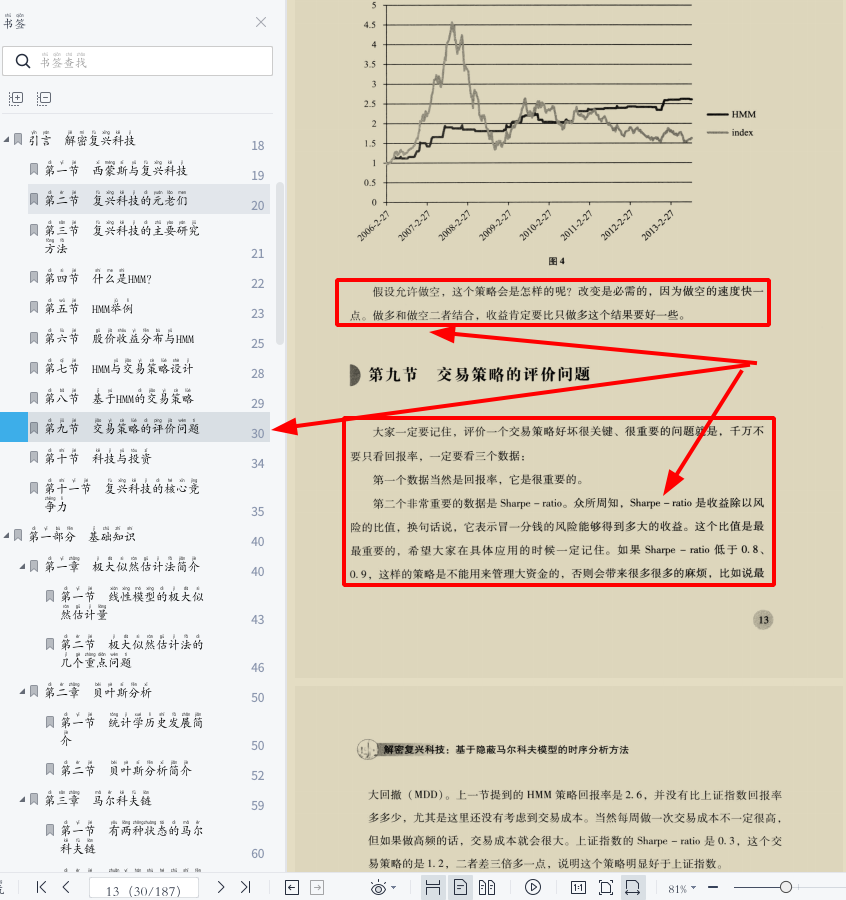 书签
书签查找
引言 解密复兴科技 18
第一节 西蒙斯与复兴科技 19
第二节 复兴科技的元老们 20
第三节 复兴科技的主要研究
方法 21
第四节 什么是HMM? 22
第五节 HMM举例 23
第六节 股价收益分布与HMM 25
第七节 HMM与交易策略设计 28
第八节 基于HMM的交易策略 29
第九节 交易策略的评价问题 30
第十节 科技与投资 34
第十一节 复兴科技的核心竞
争力 35
第一部分 基础知识 40
第一章 极大似然估计法简介 40
第一节 线性模型的极大似
然估计量 43
第二节 极大似然估计法的
几个重点问题 46
第二章 贝叶斯分析 50
第一节 统计学历史发展简
介 50
第二节 贝叶斯分析简介 52
第三章 马尔科夫链 59
第一节 有两种状态的马尔
科夫链 60
5
4.5
4
3.5
3
2.5
2
1.5
1
0.5
0
HMM
index
2006-2-27
2007-2-27
2008-2-27
2009-2-27
2010-2-27
2011-2-27
2012-2-27
2013-2-27
图 4
假设允许做空，这个策略会是怎样的呢？改变是必需的，因为做空的速度快一
点。做多和做空二者结合，收益肯定要比只做多这个结果要好一些。
第九节 交易策略的评价问题
大家一定要记住，评价一个交易策略好坏很关键、很重要的问题就是，千万不
要只看回报率，一定要看三个数据：
第一个数据当然是回报率，它是很重要的。
第二个非常重要的数据是 Sharpe - ratio。众所周知，Sharpe - ratio 是收益除以风
险的比值，换句话说，它表示冒一分钱的风险能够得到多大的收益。这个比值是最
最重要的，希望大家在具体应用的时候一定记住。如果 Sharpe - ratio 低于 0.8、
0.9，这样的策略是不能用来管理大资金的，否则会带来很多很多的麻烦，比如说最
13
解密复兴科技：基于隐蔽马尔科夫模型的时序分析方法
大回撤（MDD）。上一节提到的 HMM 策略回报率是 2.6，并没有比上证指数回报率
多多少，尤其是这里还没有考虑到交易成本。当然每周做一次交易成本不一定很高，
但如果做高频的话，交易成本就会很大。上证指数的 Sharpe - ratio 是 0.3，这个交
易策略的是 1.2，二者差三倍多一点，说明这个策略明显好于上证指数。
13 (30/187)
1:1
81%